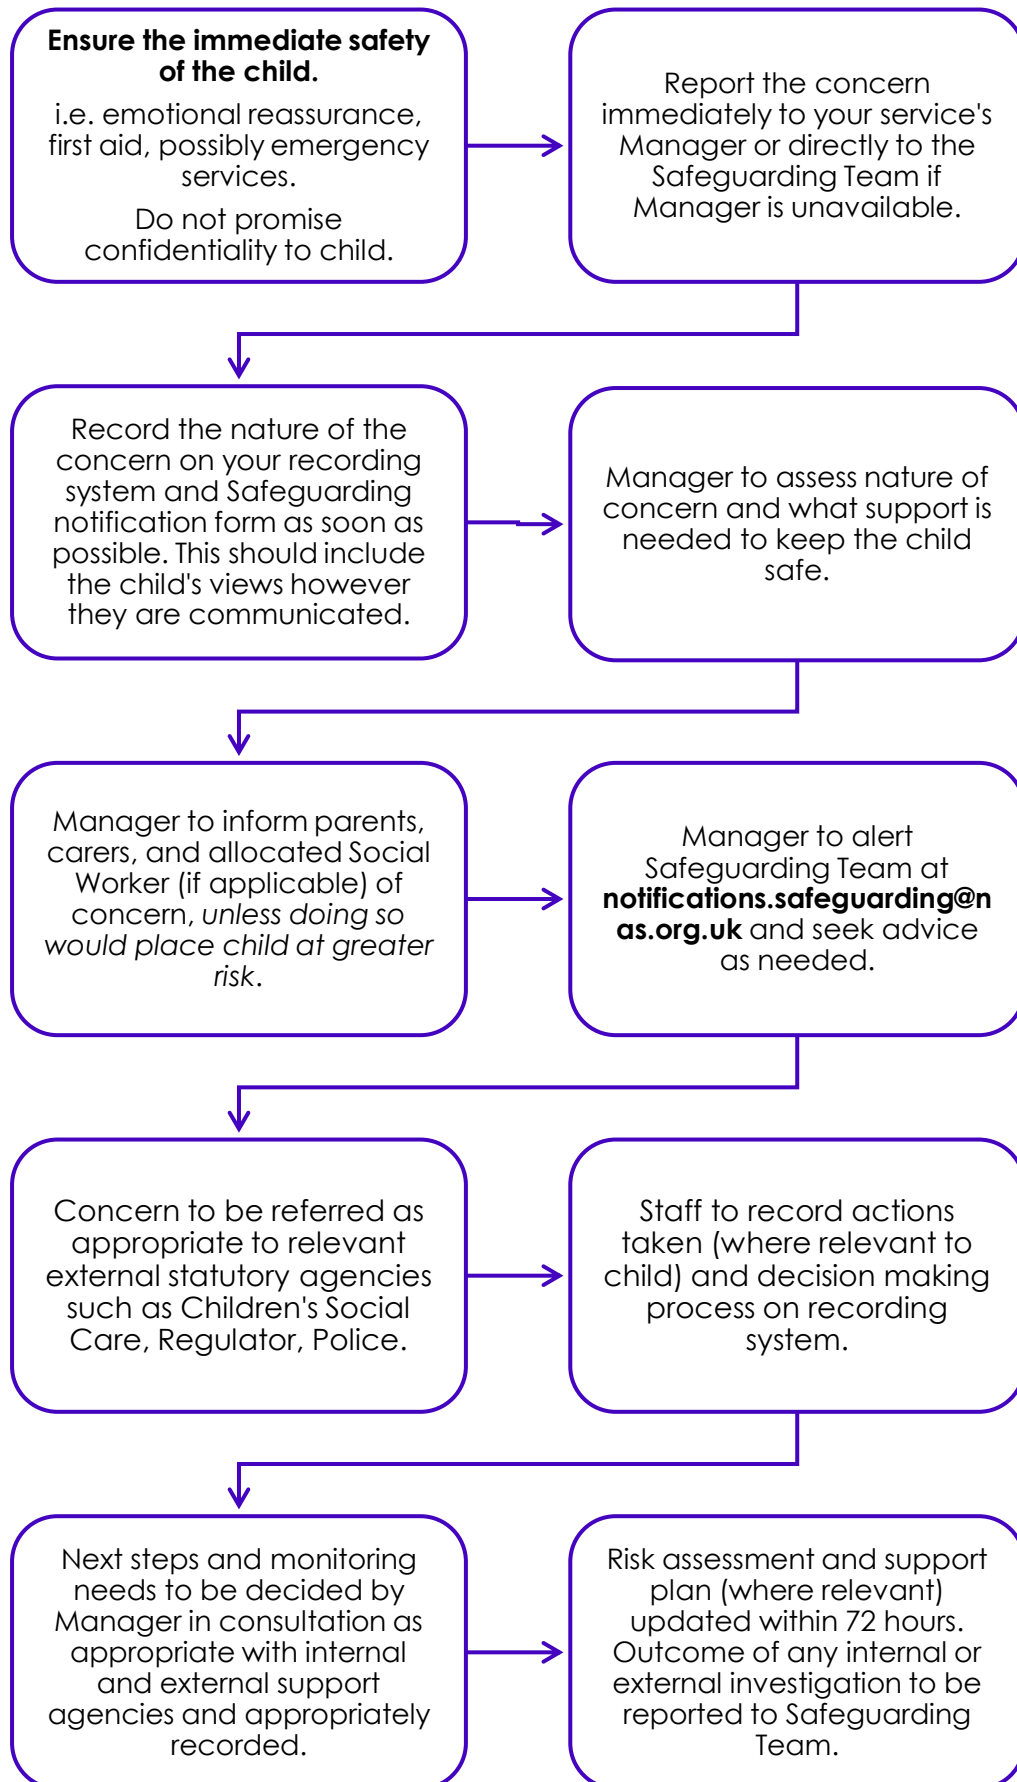 Ensure the immediate safety
of the child.
i.e. emotional reassurance,
first aid, possibly emergency
services.
Do not promise
confidentiality to child.
Report the concern
immediately to your service's
Manager or directly to the
Safeguarding Team if
Manager is unavailable.
Record the nature of the
concern on your recording
system and Safeguarding
notification form as soon as
possible. This should include
the child's views however
they are communicated.
Manager to assess nature of
concern and what support is
needed to keep the child
safe.
Manager to inform parents,
carers, and allocated Social
Worker (if applicable) of
concern, unless doing so
would place child at greater
risk.
Manager to alert
Safeguarding Team at
notifications.safeguarding@n
as.org.uk and seek advice
as needed.
Concern to be referred as
appropriate to relevant
external statutory agencies
such as Children's Social
Care, Regulator, Police.
Staff to record actions
taken (where relevant to
child) and decision making
process on recording
system.
Next steps and monitoring
needs to be decided by
Manager in consultation as
appropriate with internal
and external support
agencies and appropriately
recorded.
Risk assessment and support
plan (where relevant)
updated within 72 hours.
Outcome of any internal or
external investigation to be
reported to Safeguarding
Team.